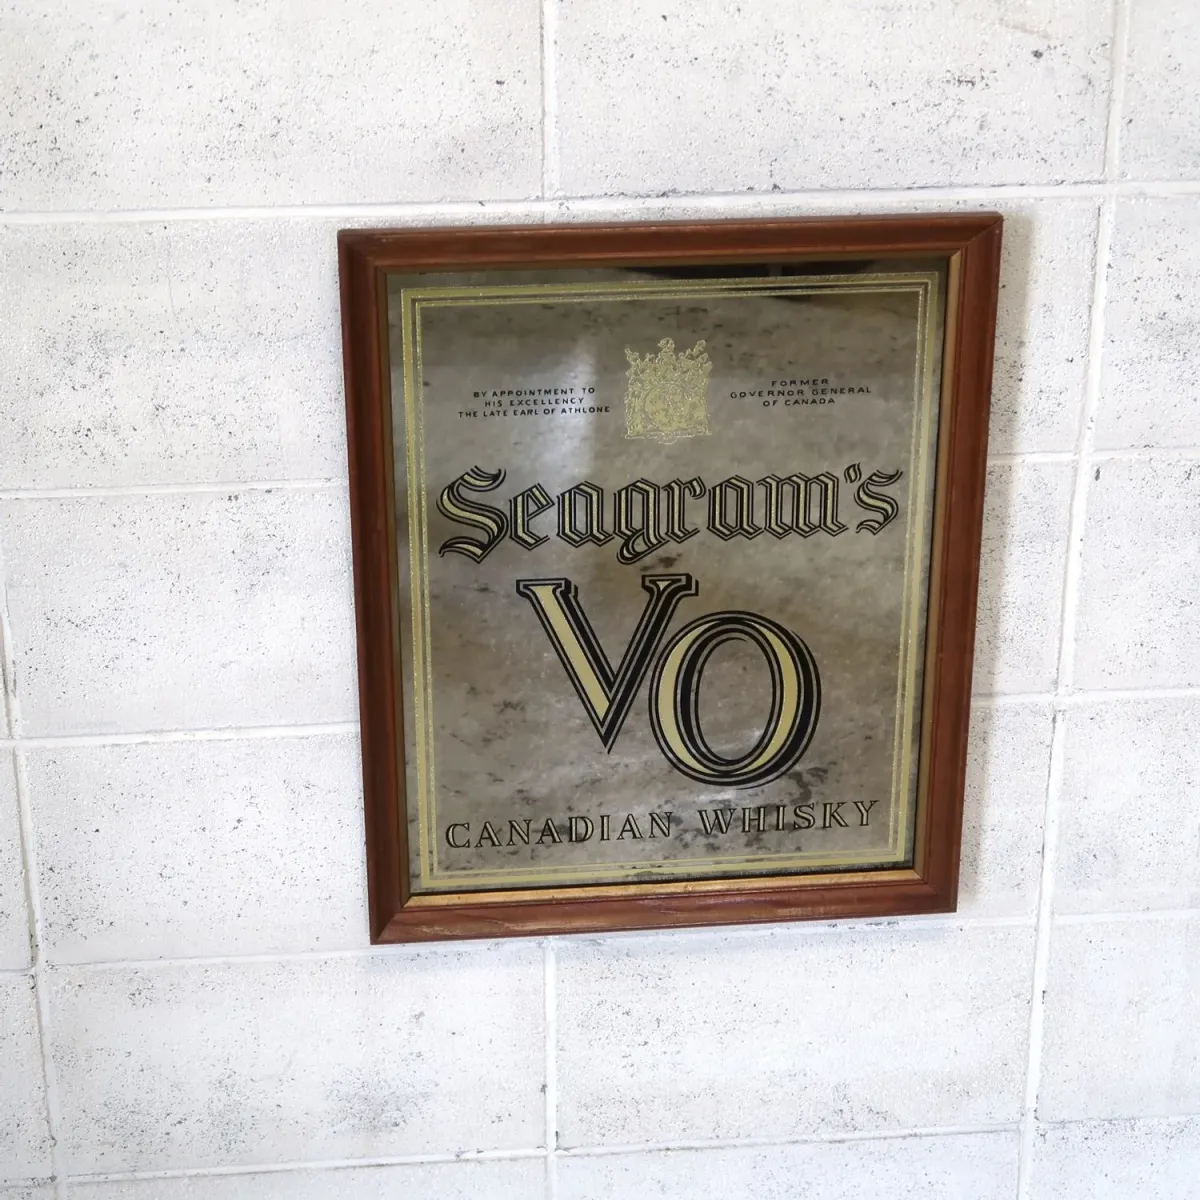 BY APPOINTMENT TO
HIS EXCELLENCY
THE LATE EARL OF ATHLONE
FORMER
GOVERNOR GENERAL
OF CANADA
Seagram's
VO
CANADIAN WHISKY